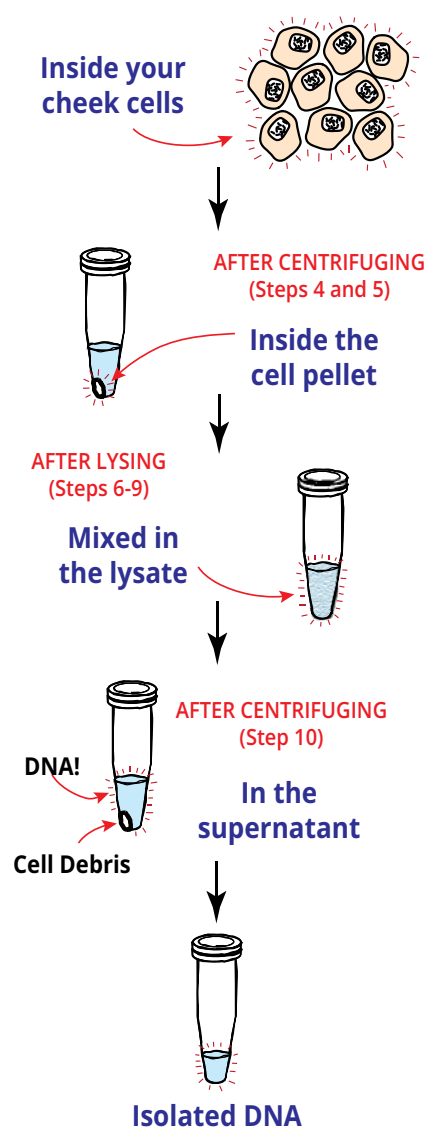 Inside your
cheek cells
AFTER CENTRIFUGING
(Steps 4 and 5)
Inside the
cell pellet
AFTER LYSING
(Steps 6-9)
Mixed in
the lysate
AFTER CENTRIFUGING
(Step 10)
DNA!
In the
supernatant
Cell Debris
Isolated DNA